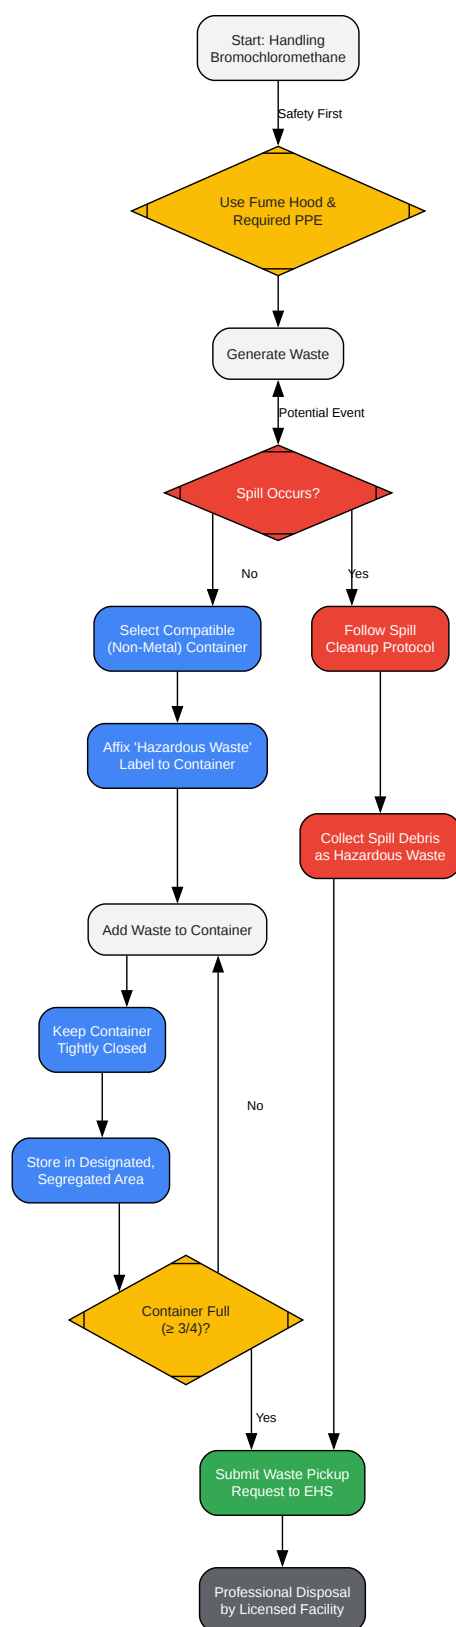 Start: Handling
Bromochloromethane
Safety First
Use Fume Hood &
Required PPE
Generate Waste
Potential Event
Spill Occurs?
No
Yes
Select Compatible
(Non-Metal) Container
Follow Spill
Cleanup Protocol
Affix 'Hazardous Waste'
Label to Container
Collect Spill Debris
as Hazardous Waste
Add Waste to Container
Keep Container
Tightly Closed
No
Store in Designated,
Segregated Area
Container Full
(≥ 3/4)?
Yes
Submit Waste Pickup
Request to EHS
Professional Disposal
by Licensed Facility